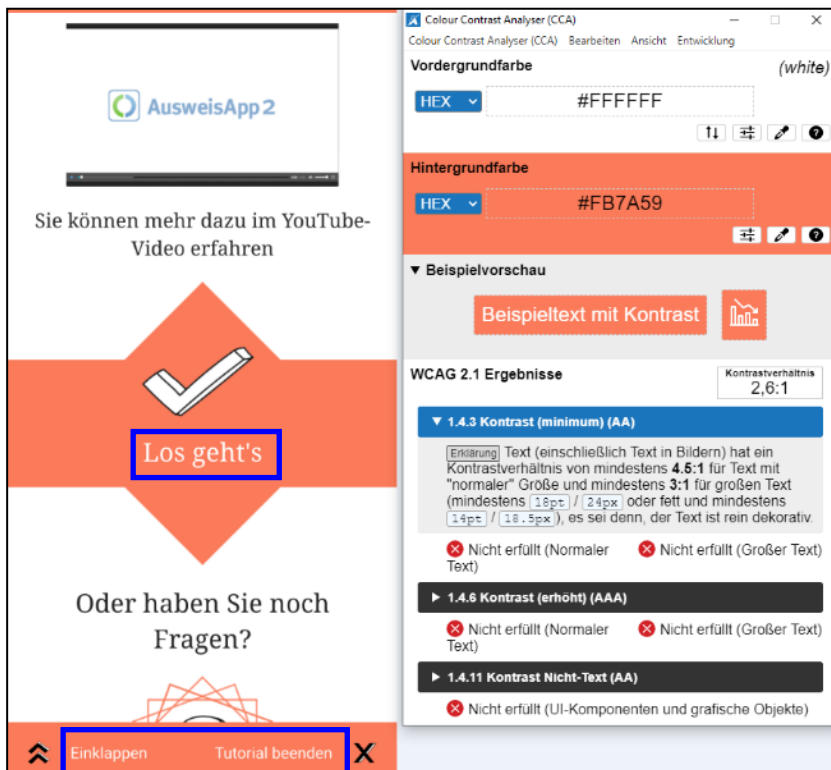 AusweisApp 2
Sie können mehr dazu im YouTube-
Video erfahren
Los geht's
Oder haben Sie noch
Fragen?
Einklappen
Tutorial beenden
X
Colour Contrast Analyser (CCA)
Colour Contrast Analyser (CCA) Bearbeiten Ansicht Entwicklung
Vordergrundfarbe
(white)
HEX
#FFFFFF
Hintergrundfarbe
HEX
#FB7A59
▼ Beispielvorschau
Beispieltext mit Kontrast
WCAG 2.1 Ergebnisse
Kontrastverhältnis
2,6:1
▼ 1.4.3 Kontrast (minimum) (AA)
Erklärung Text (einschließlich Text in Bildern) hat ein
Kontrastverhältnis von mindestens 4.5:1 für Text mit
"normaler" Größe und mindestens 3:1 für großen Text
(mindestens 18pt / 24px oder fett und mindestens
14pt / 18.5px), es sei denn, der Text ist rein dekorativ.
Nicht erfüllt (Normaler
Text)
Nicht erfüllt (Großer Text)
▶ 1.4.6 Kontrast (erhöht) (AAA)
Nicht erfüllt (Normaler
Text)
Nicht erfüllt (Großer Text)
▶ 1.4.11 Kontrast Nicht-Text (AA)
Nicht erfüllt (UI-Komponenten und grafische Objekte)